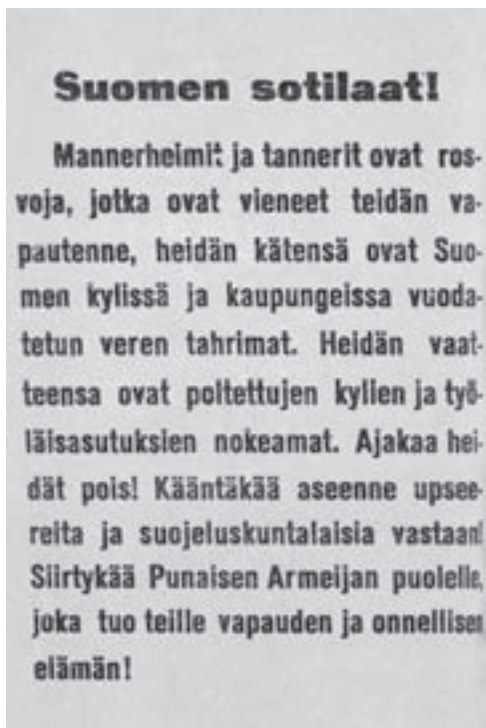 Suomen sotilaat!
Mannerheimit ja tannerit ovat ros-
voja, jotka ovat vieneet teidän va-
pautenne, heidän kätensä ovat Suo-
men kylissä ja kaupungeissa vuoda-
tetun veren tahrimat. Heidän vaat-
teensa ovat poltettujen kylien ja työ-
läisasutuksien nokeamat. Ajakaa hei-
dät pois! Kääntäkää aseenne upsee-
reita ja suojeluskuntalaisia vastaan!
Siirtykää Punaisen Armeijan puolelle,
joka tuo teille vapauden ja onnellisen
elämän!